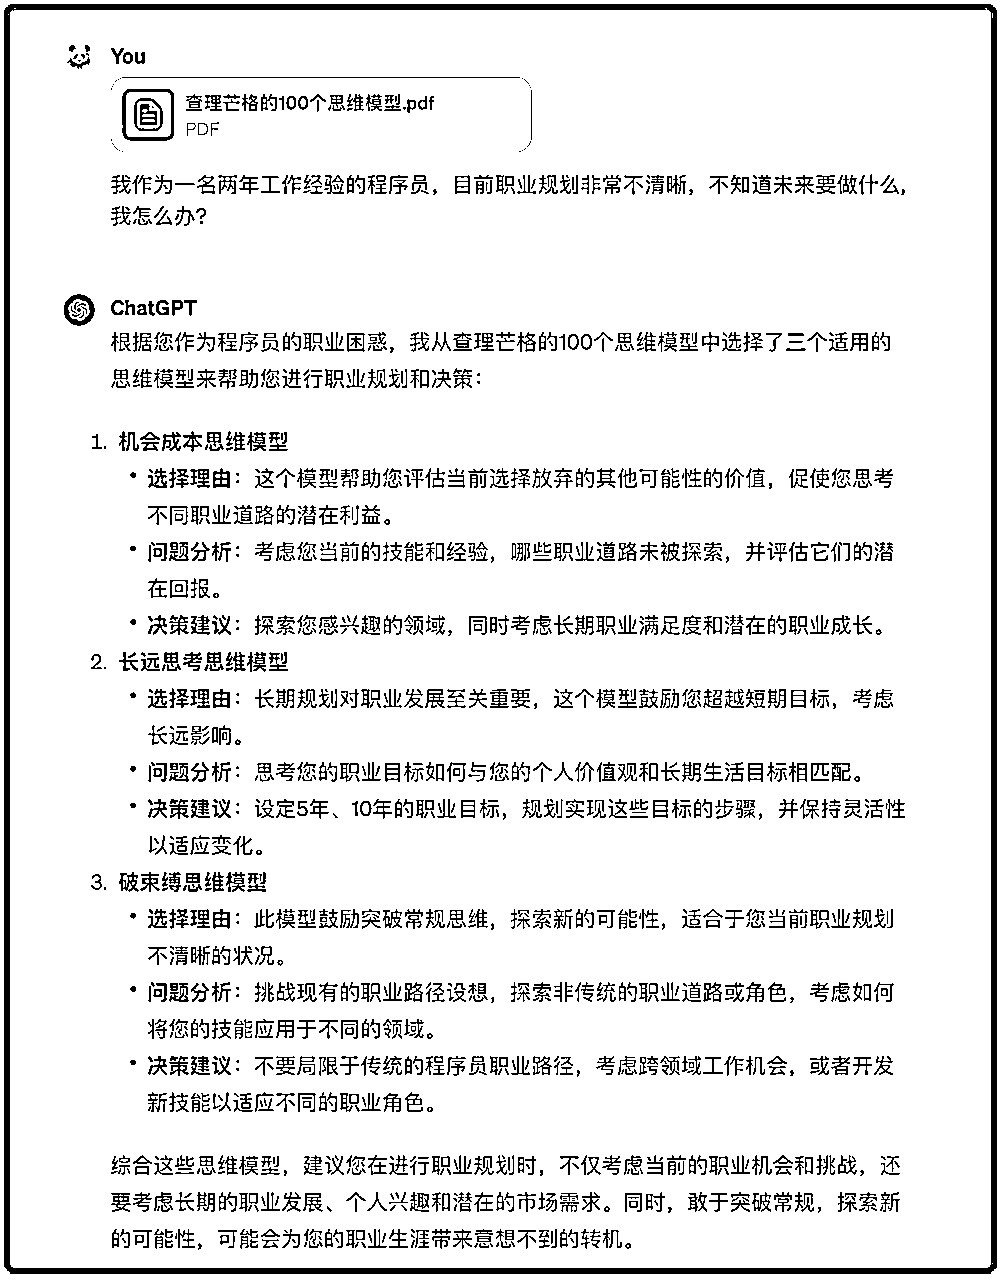 You
查理芒格的100个思维模型.pdf
PDF
我作为一名两年工作经验的程序员，目前职业规划非常不清晰，不知道未来要做什么，
我怎么办？
ChatGPT
根据您作为程序员的职业困惑，我从查理芒格的100个思维模型中选择了三个适用的
思维模型来帮助您进行职业规划和决策：
1. 机会成本思维模型
• 选择理由：这个模型帮助您评估当前选择放弃的其他可能性的价值，促使您思考
不同职业道路的潜在利益。
• 问题分析：考虑您当前的技能和经验，哪些职业道路未被探索，并评估它们的潜
在回报。
• 决策建议：探索您感兴趣的领域，同时考虑长期职业满足度和潜在的职业成长。
2. 长远思考思维模型
• 选择理由：长期规划对职业发展至关重要，这个模型鼓励您超越短期目标，考虑
长远影响。
• 问题分析：思考您的职业目标如何与您的个人价值观和长期生活目标相匹配。
• 决策建议：设定5年、10年的职业目标，规划实现这些目标的步骤，并保持灵活性
以适应变化。
3. 破束缚思维模型
• 选择理由：此模型鼓励突破常规思维，探索新的可能性，适合于您当前职业规划
不清晰的状况。
• 问题分析：挑战现有的职业路径设想，探索非传统的职业道路或角色，考虑如何
将您的技能应用于不同的领域。
• 决策建议：不要局限于传统的程序员职业路径，考虑跨领域工作机会，或者开发
新技能以适应不同的职业角色。
综合这些思维模型，建议您在进行职业规划时，不仅考虑当前的职业机会和挑战，还
要考虑长期的职业发展、个人兴趣和潜在的市场需求。同时，敢于突破常规，探索新
的可能性，可能会为您的职业生涯带来意想不到的转机。